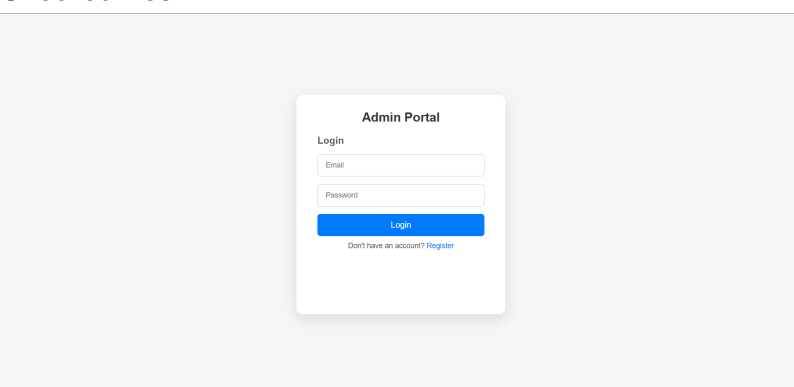 Admin Portal
Login
Email
Password
Login
Don't have an account? Register